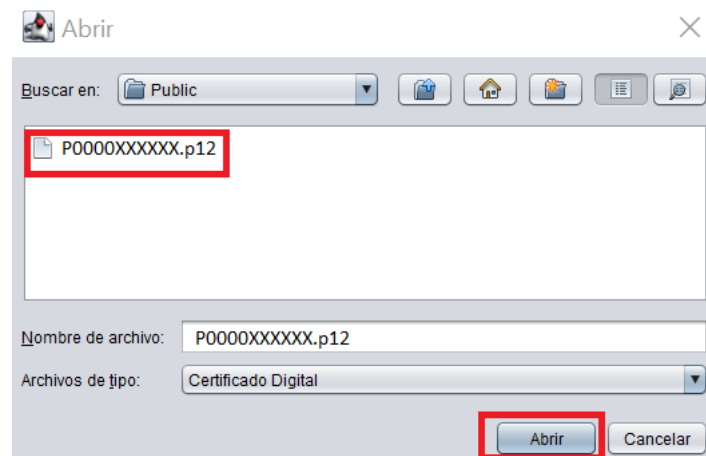 Abrir
Buscar en: Public
P0000XXXXXX.p12
Nombre de archivo: P0000XXXXXX.p12
Archivos de tipo: Certificado Digital
Abrir Cancelar